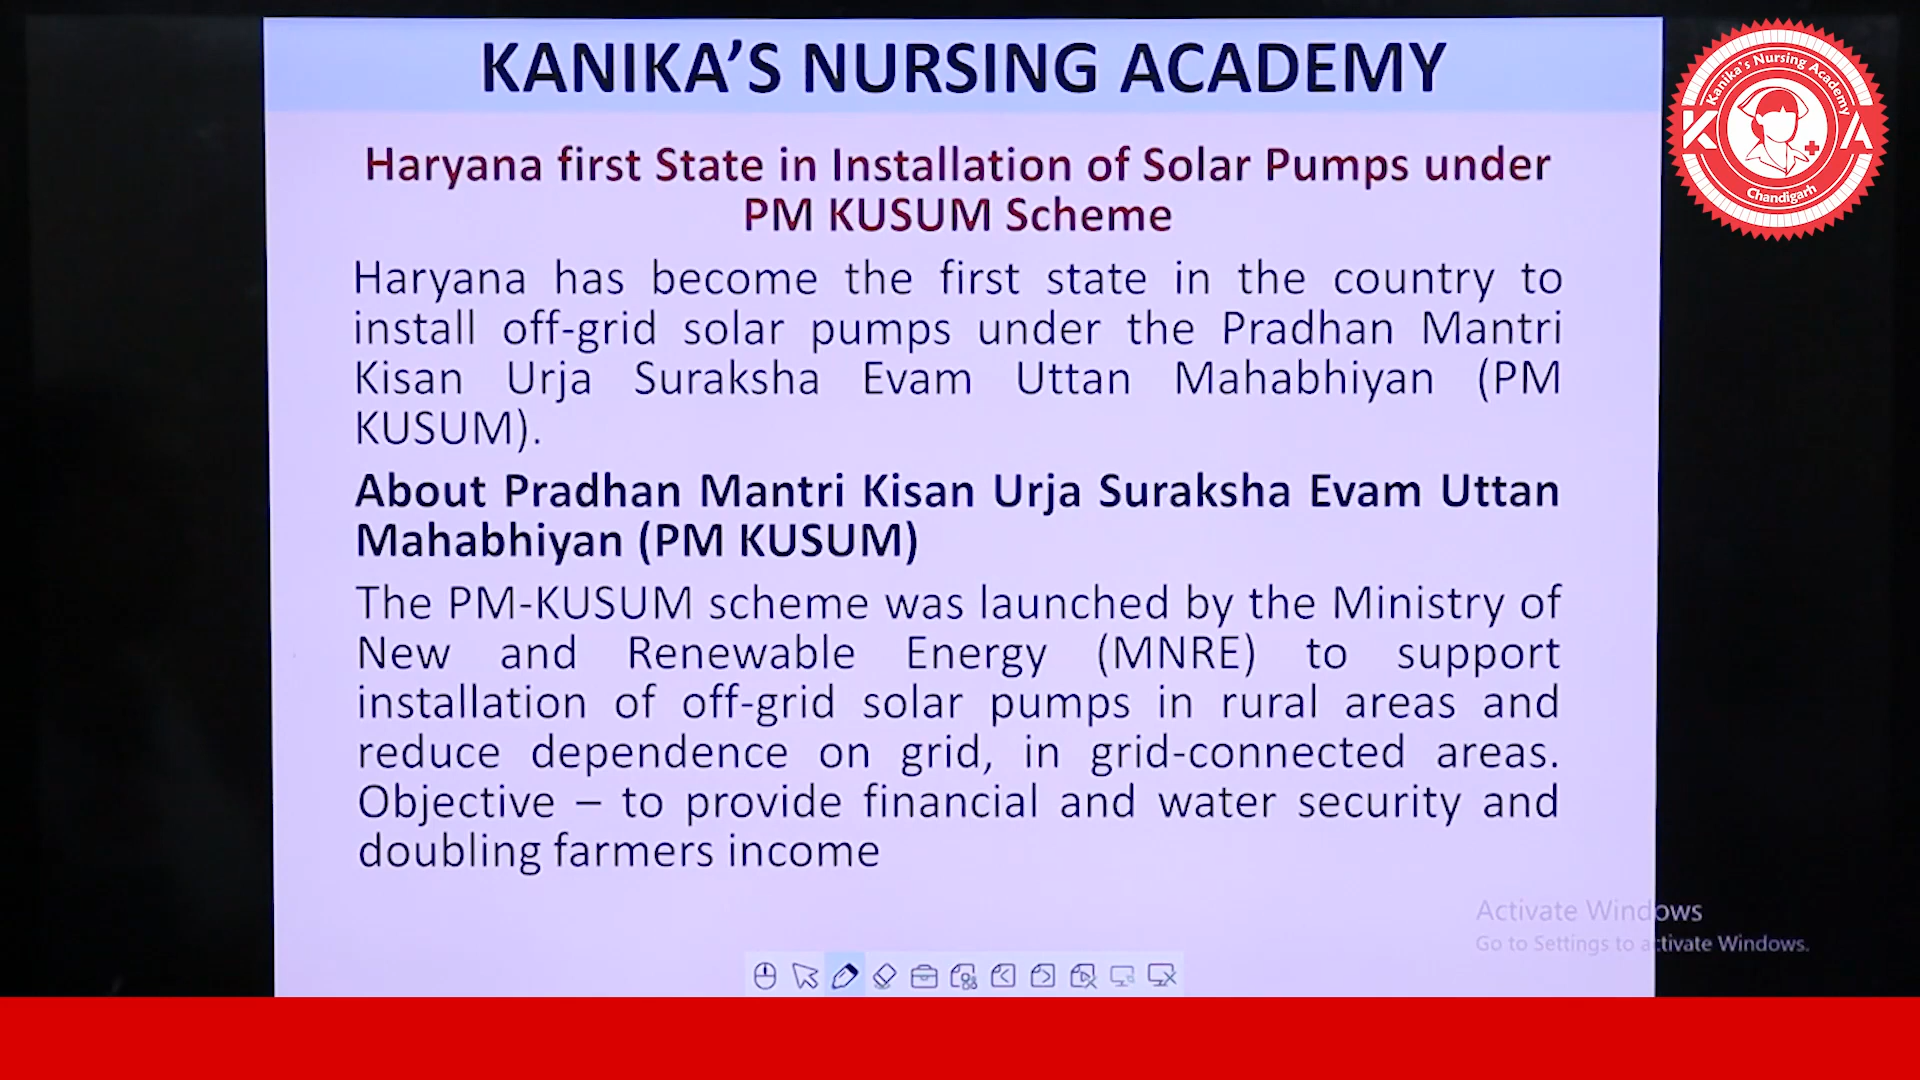 KANIKA’S NURSING ACADEMY
Kanika's Nursing Academy
K A
Chandigarh
Haryana first State in Installation of Solar Pumps under
PM KUSUM Scheme
Haryana has become the first state in the country to
install off-grid solar pumps under the Pradhan Mantri
Kisan Urja Suraksha Evam Uttan Mahabhiyan (PM
KUSUM).
About Pradhan Mantri Kisan Urja Suraksha Evam Uttan
Mahabhiyan (PM KUSUM)
The PM-KUSUM scheme was launched by the Ministry of
New and Renewable Energy (MNRE) to support
installation of off-grid solar pumps in rural areas and
reduce dependence on grid, in grid-connected areas.
Objective – to provide financial and water security and
doubling farmers income
Activate Windows
Go to Settings to activate Windows.